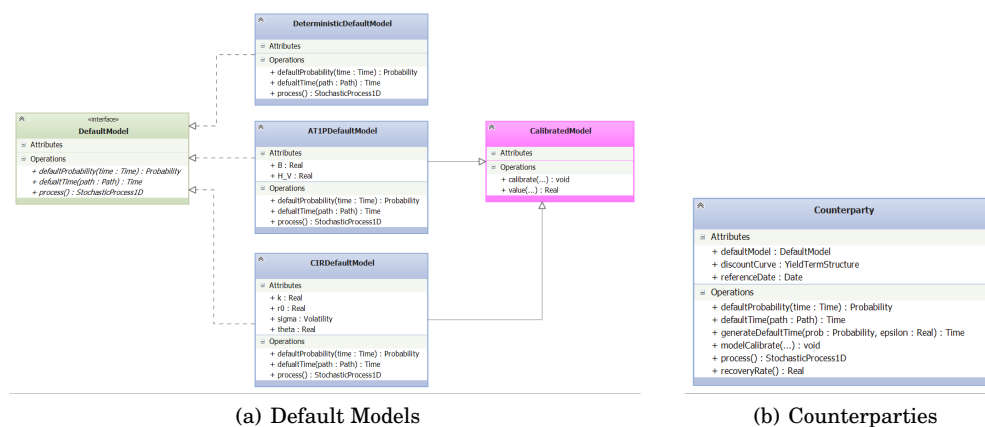 DeterministicDefaultModel
Attributes
Operations
+ defaultProbability(time : Time) : Probability
+ defualtTime(path : Path) : Time
+ process() : StochasticProcess1D
«interface»
DefaultModel
Attributes
Operations
+ defaultProbability(time : Time) : Probability
+ defualtTime(path : Path) : Time
+ process() : StochasticProcess1D
AT1PDefaultModel
Attributes
+ B : Real
+ H_V : Real
Operations
+ defaultProbability(time : Time) : Probability
+ defualtTime(path : Path) : Time
+ process() : StochasticProcess1D
CalibratedModel
Attributes
Operations
+ calibrate(...) : void
+ value(...) : Real
CIRDefaultModel
Attributes
+ k : Real
+ r0 : Real
+ sigma : Volatility
+ theta : Real
Operations
+ defaultProbability(time : Time) : Probability
+ defualtTime(path : Path) : Time
+ process() : StochasticProcess1D
(a) Default Models
Counterparty
Attributes
+ defaultModel : DefaultModel
+ discountCurve : YieldTermStructure
+ referenceDate : Date
Operations
+ defaultProbability(time : Time) : Probability
+ defaultTime(path : Path) : Time
+ generateDefaultTime(prob : Probability, epsilon : Real) : Time
+ modelCalibrate(...) : void
+ process() : StochasticProcess1D
+ recoveryRate() : Real
(b) Counterparties